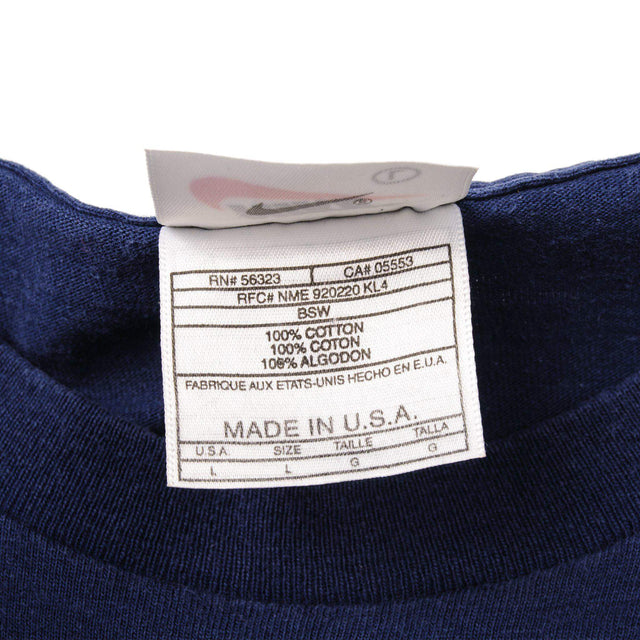 RN# 56323 CA# 05553
RFC# NME 920220 KL4
BSW
100% COTTON
100% COTON
100% ALGODON
FABRIQUE AUX ETATS-UNIS HECHO EN E.U.A.
MADE IN U.S.A.
U.S.A. SIZE TAILLE TALLA
L L G G